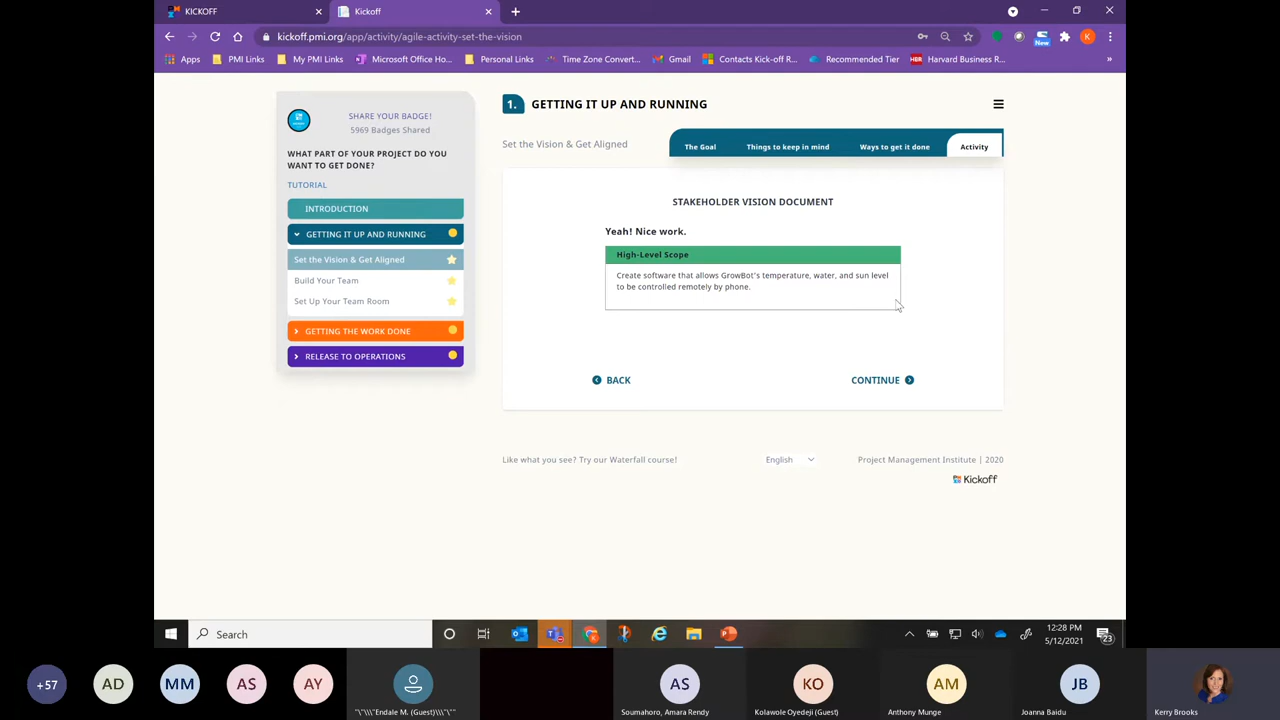 KICKOFF
Kickoff
kickoff.pmi.org/app/activity/agile-activity-set-the-vision
K
Apps
PMI Links
My PMI Links
Microsoft Office Ho...
Personal Links
Time Zone Convert...
Gmail
Contacts Kick-off R...
Recommended Tier
HBR
Harvard Business R...
New
SHARE YOUR BADGE!
5969 Badges Shared
WHAT PART OF YOUR PROJECT DO YOU
WANT TO GET DONE?
TUTORIAL
INTRODUCTION
GETTING IT UP AND RUNNING
Set the Vision & Get Aligned
Build Your Team
Set Up Your Team Room
GETTING THE WORK DONE
RELEASE TO OPERATIONS
1. GETTING IT UP AND RUNNING
Set the Vision & Get Aligned
The Goal
Things to keep in mind
Ways to get it done
Activity
STAKEHOLDER VISION DOCUMENT
Yeah! Nice work.
High-Level Scope
Create software that allows GrowBot's temperature, water, and sun level
to be controlled remotely by phone.
BACK
CONTINUE
Like what you see? Try our Waterfall course!
English
Project Management Institute | 2020
Kickoff
Search
12:28 PM
5/12/2021
23
+57
AD
MM
AS
AY
"\"\\\"Endale M. (Guest)\\\"\""
AS
Soumahoro, Amara Rendy
KO
Kolawole Oyedeji (Guest)
AM
Anthony Munge
JB
Joanna Baidu
Kerry Brooks